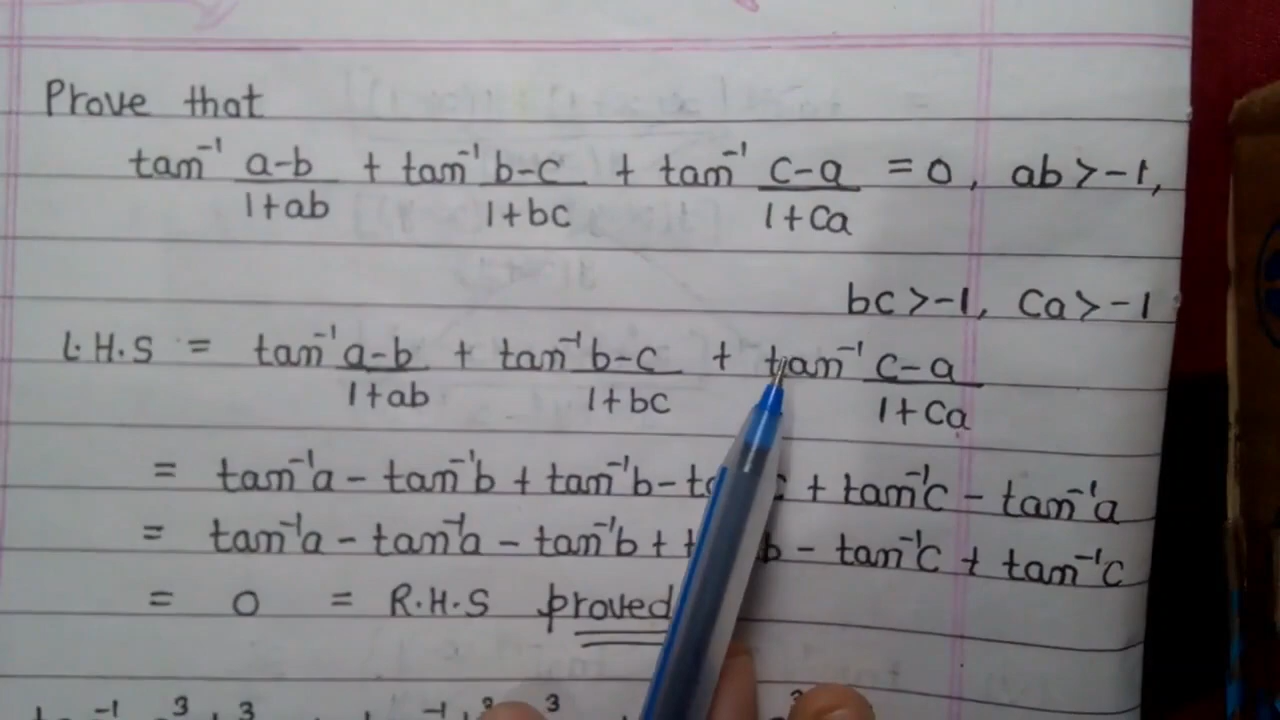 Prove that
tan⁻¹ a-b/1+ab + tan⁻¹ b-c/1+bc + tan⁻¹ c-a/1+ca = 0, ab > -1,
bc > -1, ca > -1
L.H.S = tan⁻¹ a-b/1+ab + tan⁻¹ b-c/1+bc + tan⁻¹ c-a/1+ca
= tan⁻¹a - tan⁻¹b + tan⁻¹b - + tan⁻¹c - tan⁻¹a
= tan⁻¹a - tan⁻¹a - tan⁻¹b + b - tan⁻¹c + tan⁻¹c
= 0 = R.H.S proved